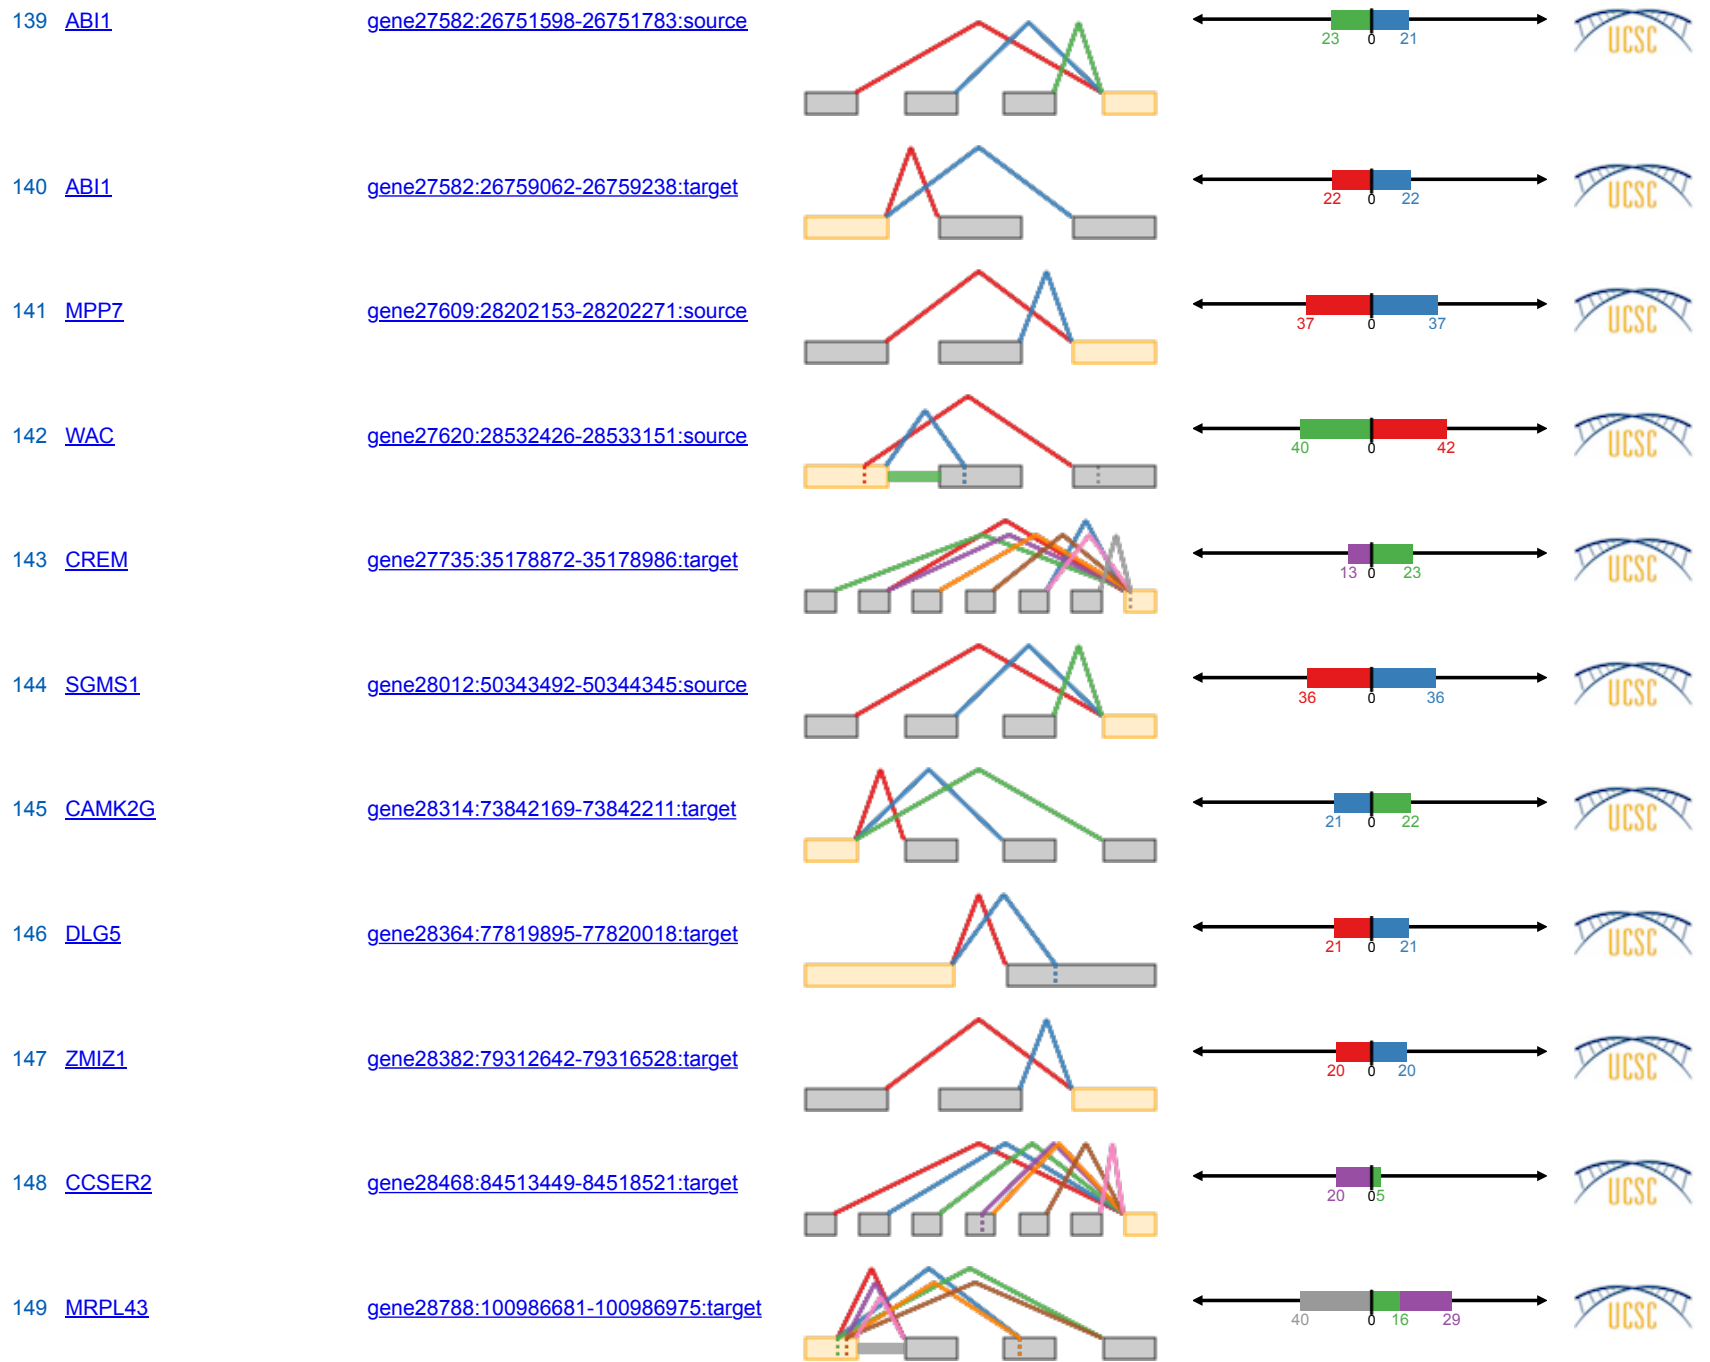 139 ABI1 gene27582:26751598-26751783:source 23 0 21 UCSC
140 ABI1 gene27582:26759062-26759238:target 22 0 22 UCSC
141 MPP7 gene27609:28202153-28202271:source 37 0 37 UCSC
142 WAC gene27620:28532426-28533151:source 40 0 42 UCSC
143 CREM gene27735:35178872-35178986:target 13 0 23 UCSC
144 SGMS1 gene28012:50343492-50344345:source 36 0 36 UCSC
145 CAMK2G gene28314:73842169-73842211:target 21 0 22 UCSC
146 DLG5 gene28364:77819895-77820018:target 21 0 21 UCSC
147 ZMIZ1 gene28382:79312642-79316528:target 20 0 20 UCSC
148 CCSER2 gene28468:84513449-84518521:target 20 0 5 UCSC
149 MRPL43 gene28788:100986681-100986975:target 40 0 16 29 UCSC